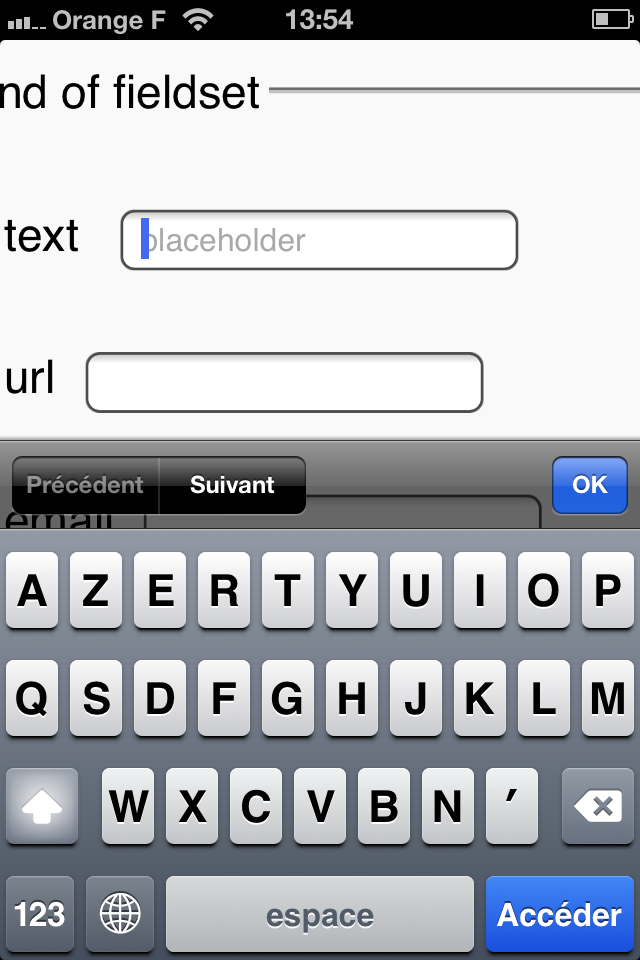 Orange F 13:54
nd of fieldset
text placeholder
url
Précédent Suivant OK
email
A Z E R T Y U I O P
Q S D F G H J K L M
W X C V B N ′
123 espace Accéder